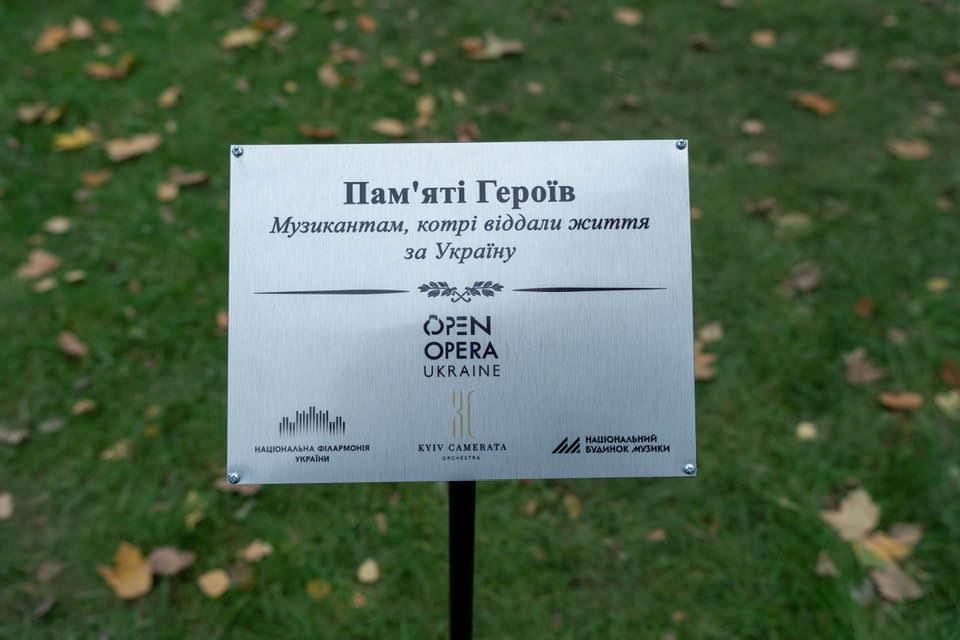 Пам'яті Героїв
Музикантам, котрі віддали життя
за Україну
OPEN
OPERA
UKRAINE
НАЦІОНАЛЬНА ФІЛАРМОНІЯ
УКРАЇНИ
KYIV CAMERATA
ORCHESTRA
НАЦІОНАЛЬНИЙ
БУДИНОК МУЗИКИ